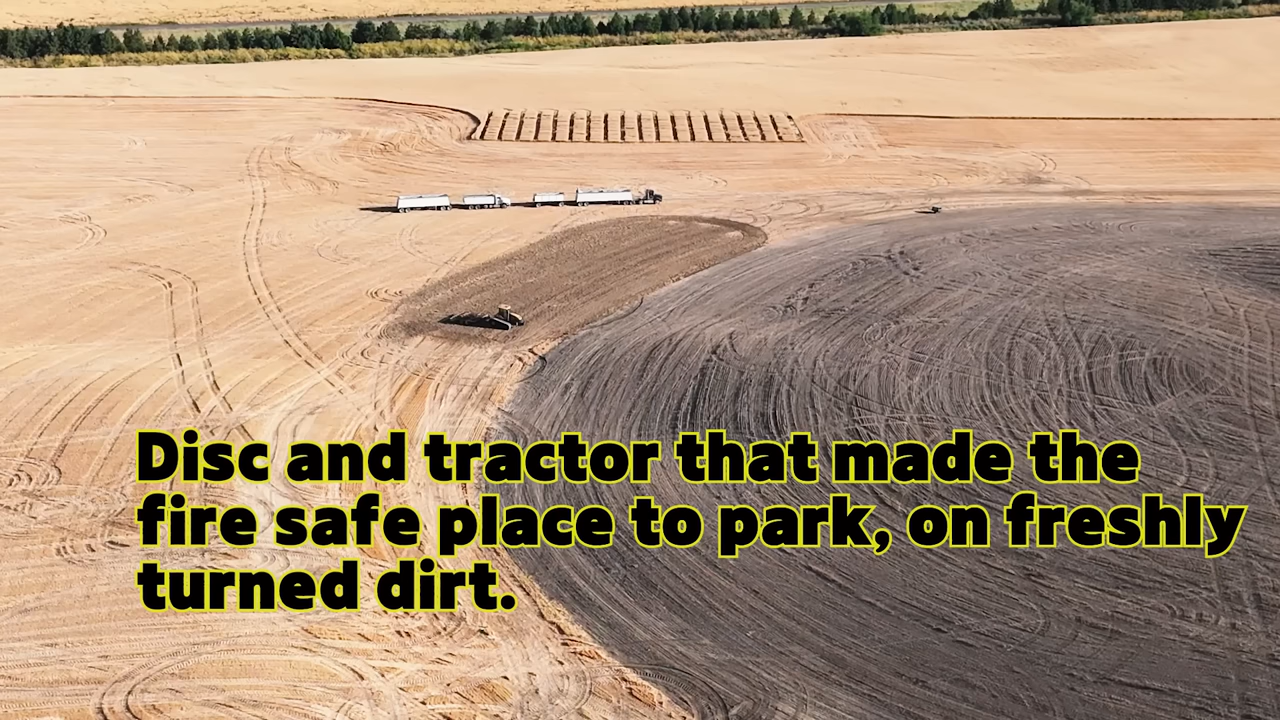 Disc and tractor that made the
fire safe place to park, on freshly
turned dirt.